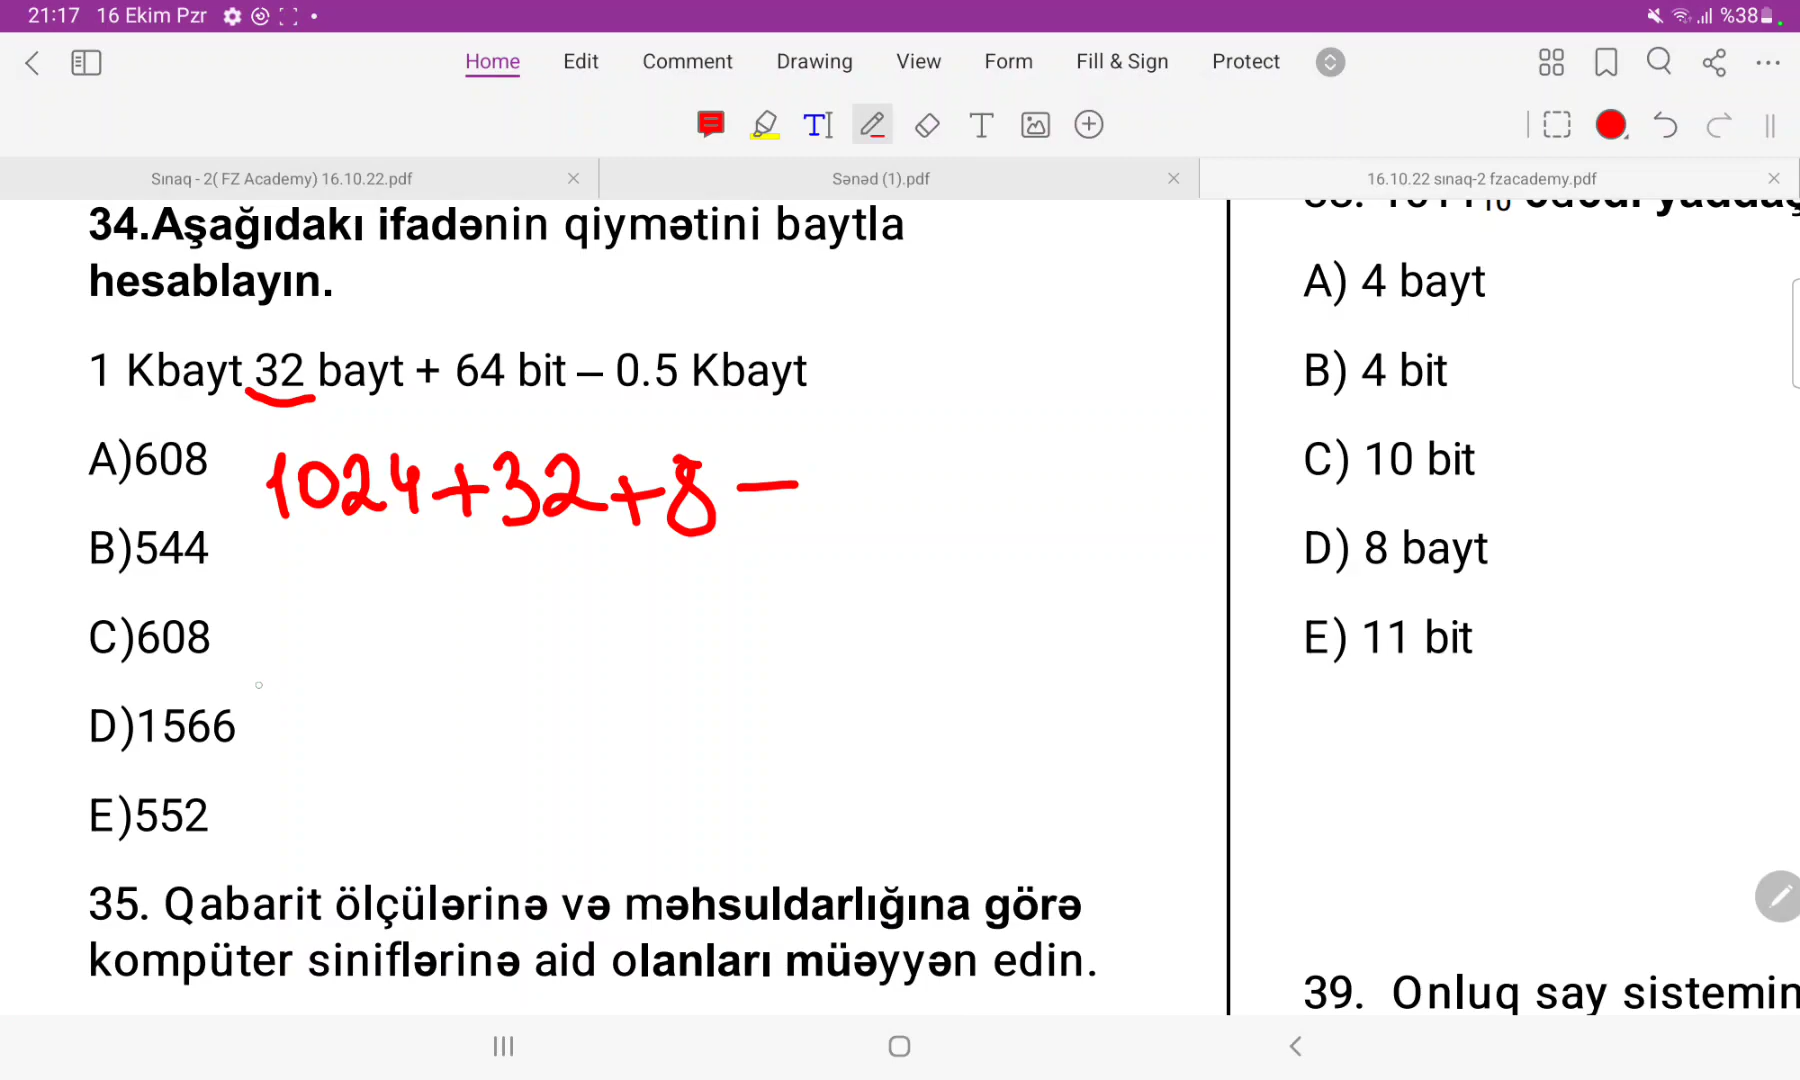 21:17 16 Ekim Pzr %38
Home Edit Comment Drawing View Form Fill & Sign Protect
Sınaq - 2( FZ Academy) 16.10.22.pdf
Sənəd (1).pdf
16.10.22 sınaq-2 fzacademy.pdf
34.Aşağıdakı ifadənin qiymətini baytla
hesablayın.
1 Kbayt 32 bayt + 64 bit – 0.5 Kbayt
A)608
1024+32+8 —
B)544
C)608
D)1566
E)552
35. Qabarit ölçülərinə və məhsuldarlığına görə
kompüter siniflərinə aid olanları müəyyən edin.
A) 4 bayt
B) 4 bit
C) 10 bit
D) 8 bayt
E) 11 bit
39. Onluq say sistemin